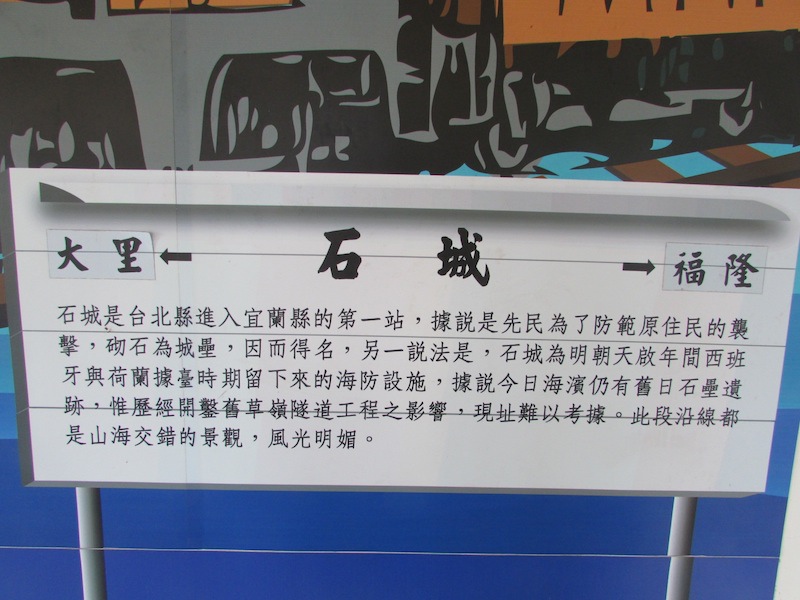 大里 ← 石城 → 福隆
石城是台北縣進入宜蘭縣的第一站，據說是先民為了防範原住民的襲
擊，砌石為城壘，因而得名，另一說法是，石城為明朝天啟年間西班
牙與荷蘭據臺時期留下來的海防設施，據說今日海濱仍有舊日石壘遺
跡，惟歷經開鑿舊草嶺隧道工程之影響，現址難以考據。此段沿線都
是山海交錯的景觀，風光明媚。